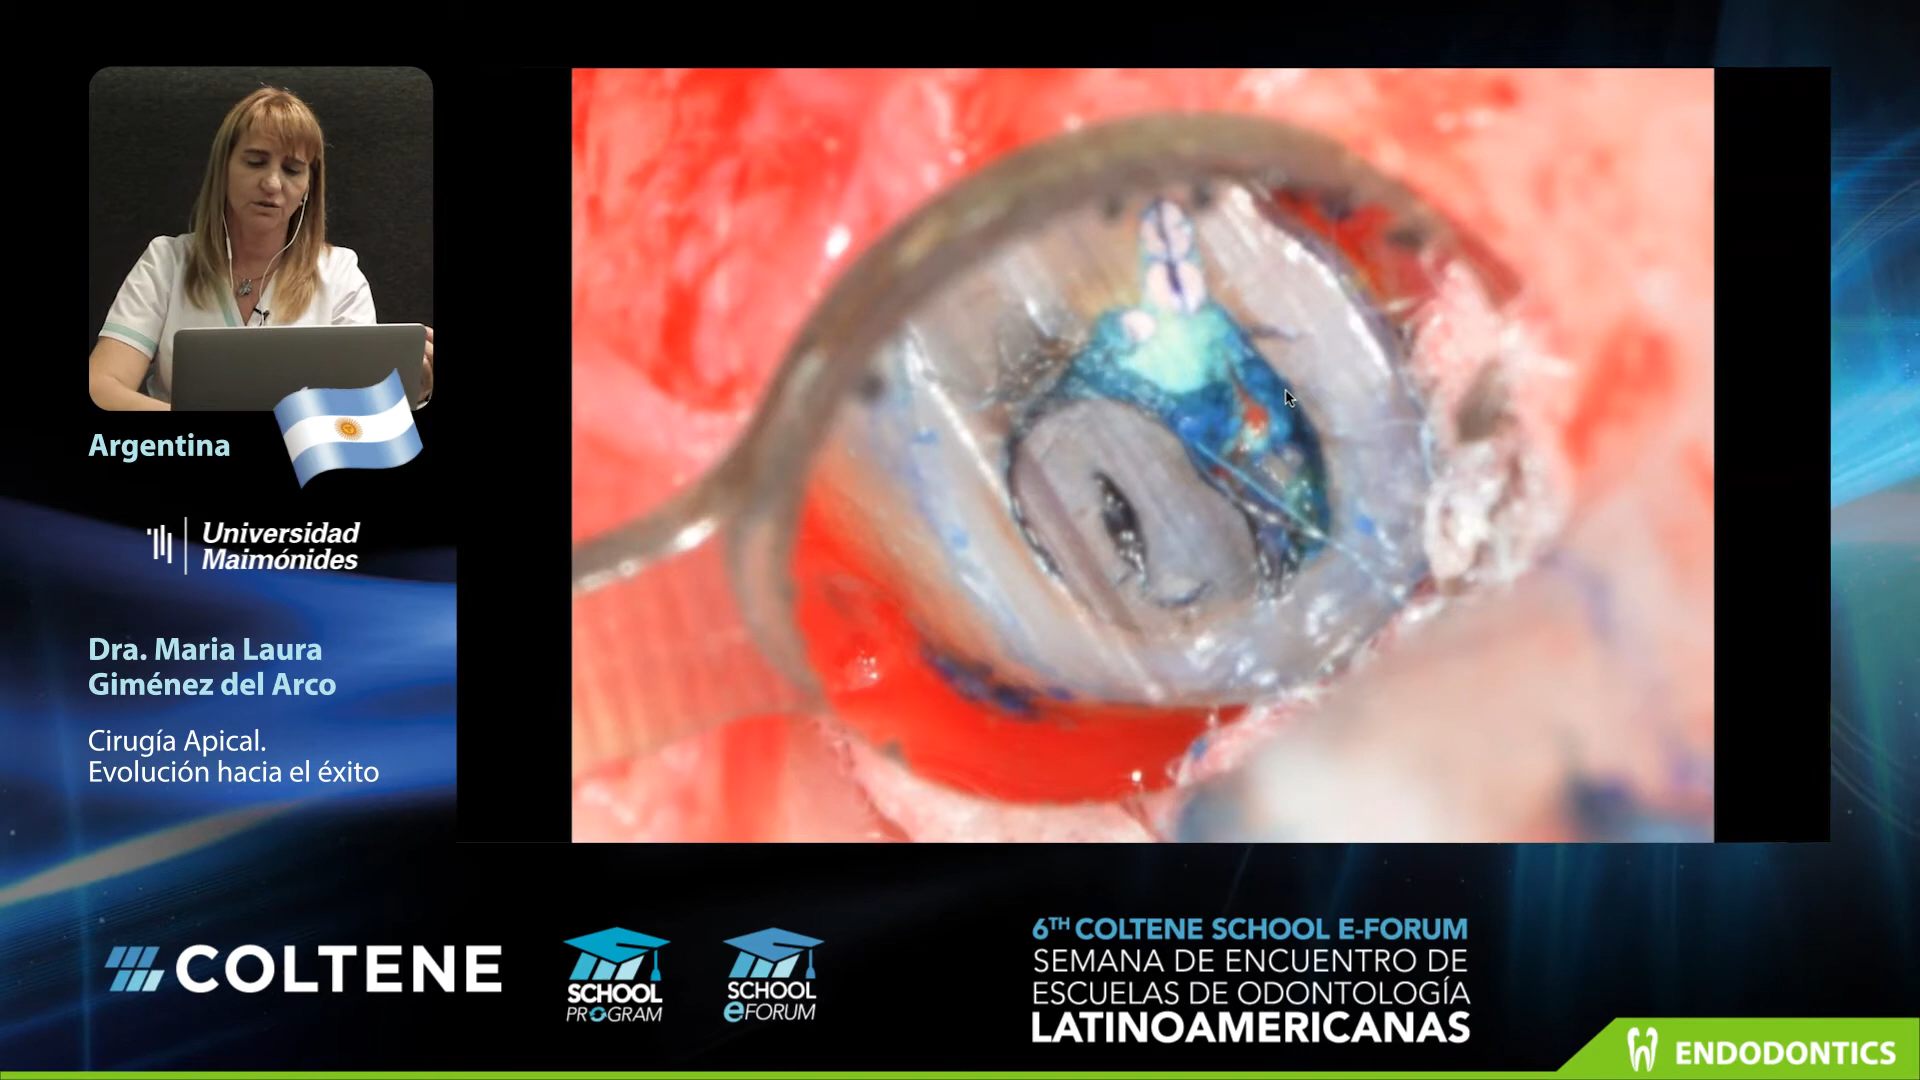 Argentina
Universidad
Maimónides
Dra. Maria Laura
Giménez del Arco
Cirugía Apical.
Evolución hacia el éxito
COLTENE
SCHOOL
PROGRAM
SCHOOL
eFORUM
6TH COLTENE SCHOOL E-FORUM
SEMANA DE ENCUENTRO DE
ESCUELAS DE ODONTOLOGÍA
LATINOAMERICANAS
ENDODONTICS